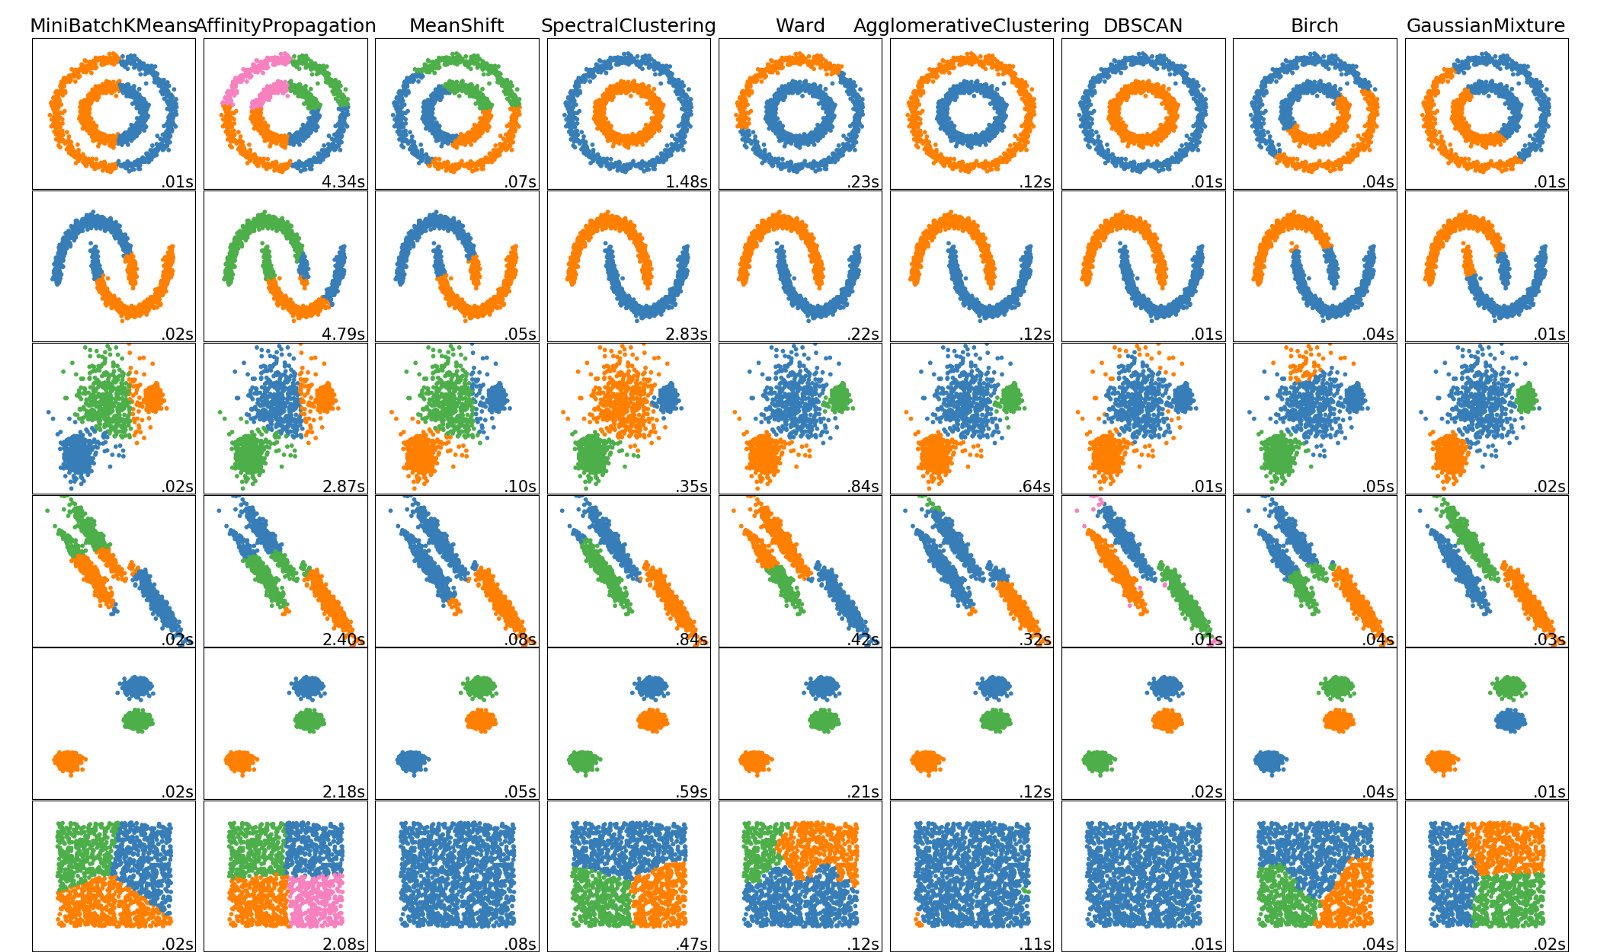 MiniBatchKMeans AffinityPropagation MeanShift SpectralClustering Ward AgglomerativeClustering DBSCAN Birch GaussianMixture
.01s 4.34s .07s 1.48s .23s .12s .01s .04s .01s
.02s 4.79s .05s 2.83s .22s .12s .01s .04s .01s
.02s 2.87s .10s .35s .84s .64s .01s .05s .02s
.02s 2.40s .08s .84s .42s .32s .01s .04s .03s
.02s 2.18s .05s .59s .21s .12s .02s .04s .01s
.02s 2.08s .08s .47s .12s .11s .01s .04s .02s